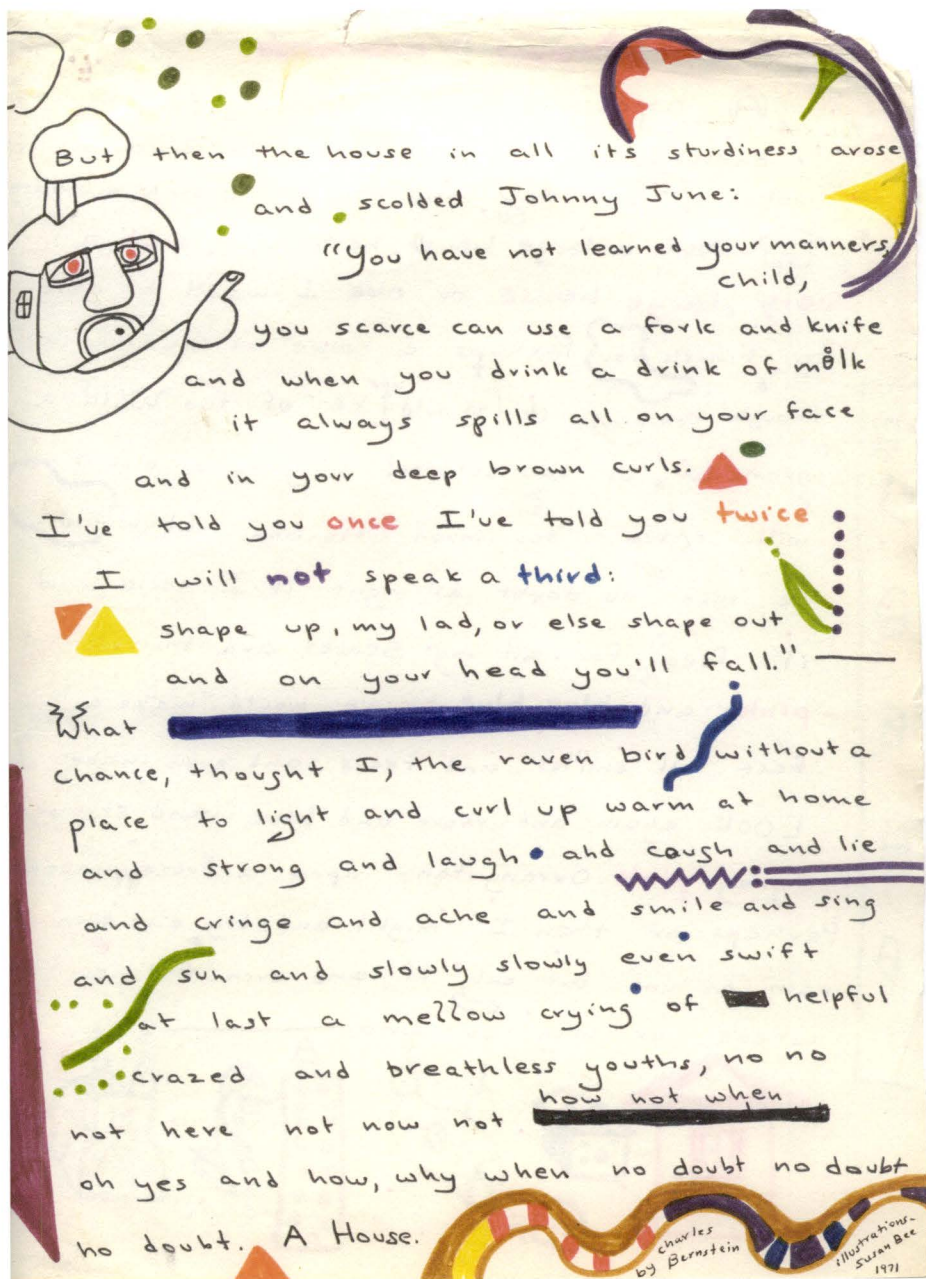 But then the house in all its sturdiness arose
and scolded Johnny June:
"You have not learned your manners,
child,
you scarce can use a fork and knife
and when you drink a drink of milk
it always spills all on your face
and in your deep brown curls.
I've told you once I've told you twice
I will not speak a third:
shape up, my lad, or else shape out
and on your head you'll fall."
What
chance, thought I, the raven bird without a
place to light and curl up warm at home
and strong and laugh and cough and lie
and cringe and ache and smile and sing
and sun and slowly slowly even swift
at last a mellow crying of helpful
crazed and breathless youths, no no
not here not now not how not when
oh yes and how, why when no doubt no doubt
no doubt. A House.
charles
by Bernstein
illustrations-
Susan Bee
1971